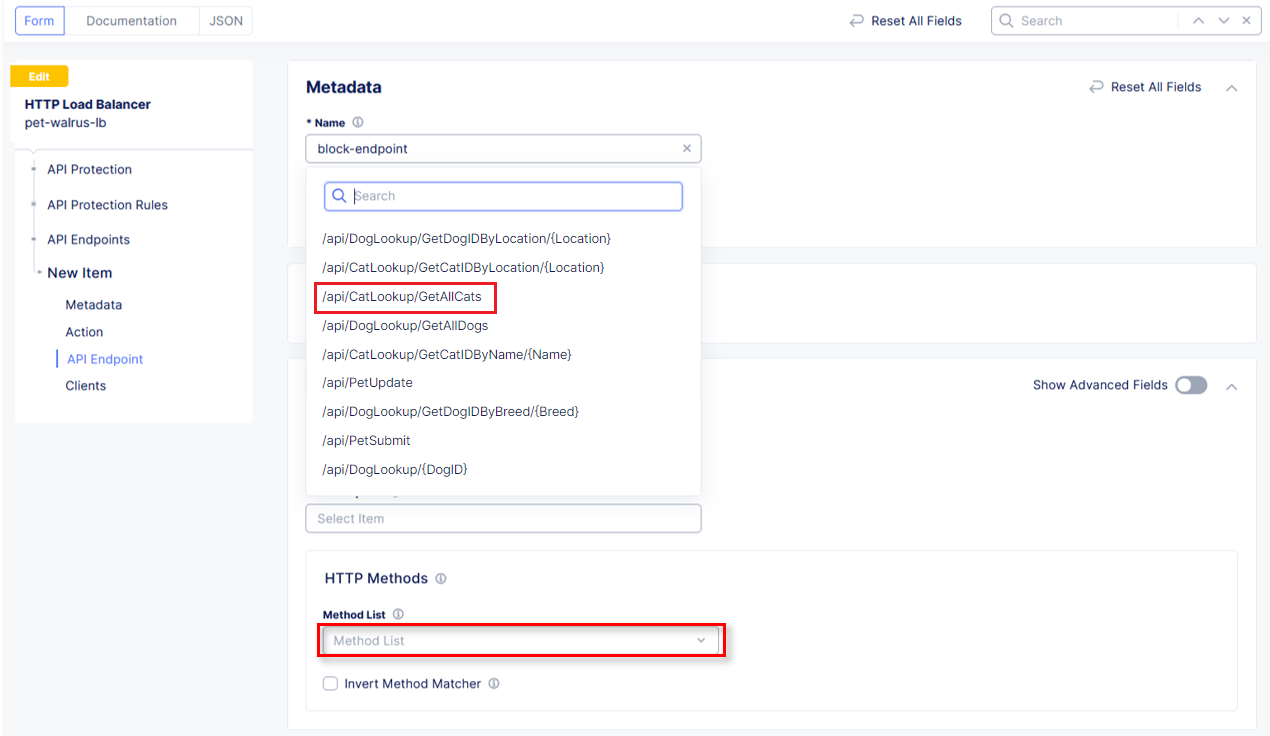 Form
Documentation
JSON
Reset All Fields
Search
Edit
HTTP Load Balancer
pet-walrus-lb
API Protection
API Protection Rules
API Endpoints
New Item
Metadata
Action
API Endpoint
Clients
Metadata
Reset All Fields
* Name
block-endpoint
Search
/api/DogLookup/GetDogIDByLocation/{Location}
/api/CatLookup/GetCatIDByLocation/{Location}
/api/CatLookup/GetAllCats
/api/DogLookup/GetAllDogs
/api/CatLookup/GetCatIDByName/{Name}
/api/PetUpdate
/api/DogLookup/GetDogIDByBreed/{Breed}
/api/PetSubmit
/api/DogLookup/{DogID}
Show Advanced Fields
Select Item
HTTP Methods
Method List
Method List
Invert Method Matcher